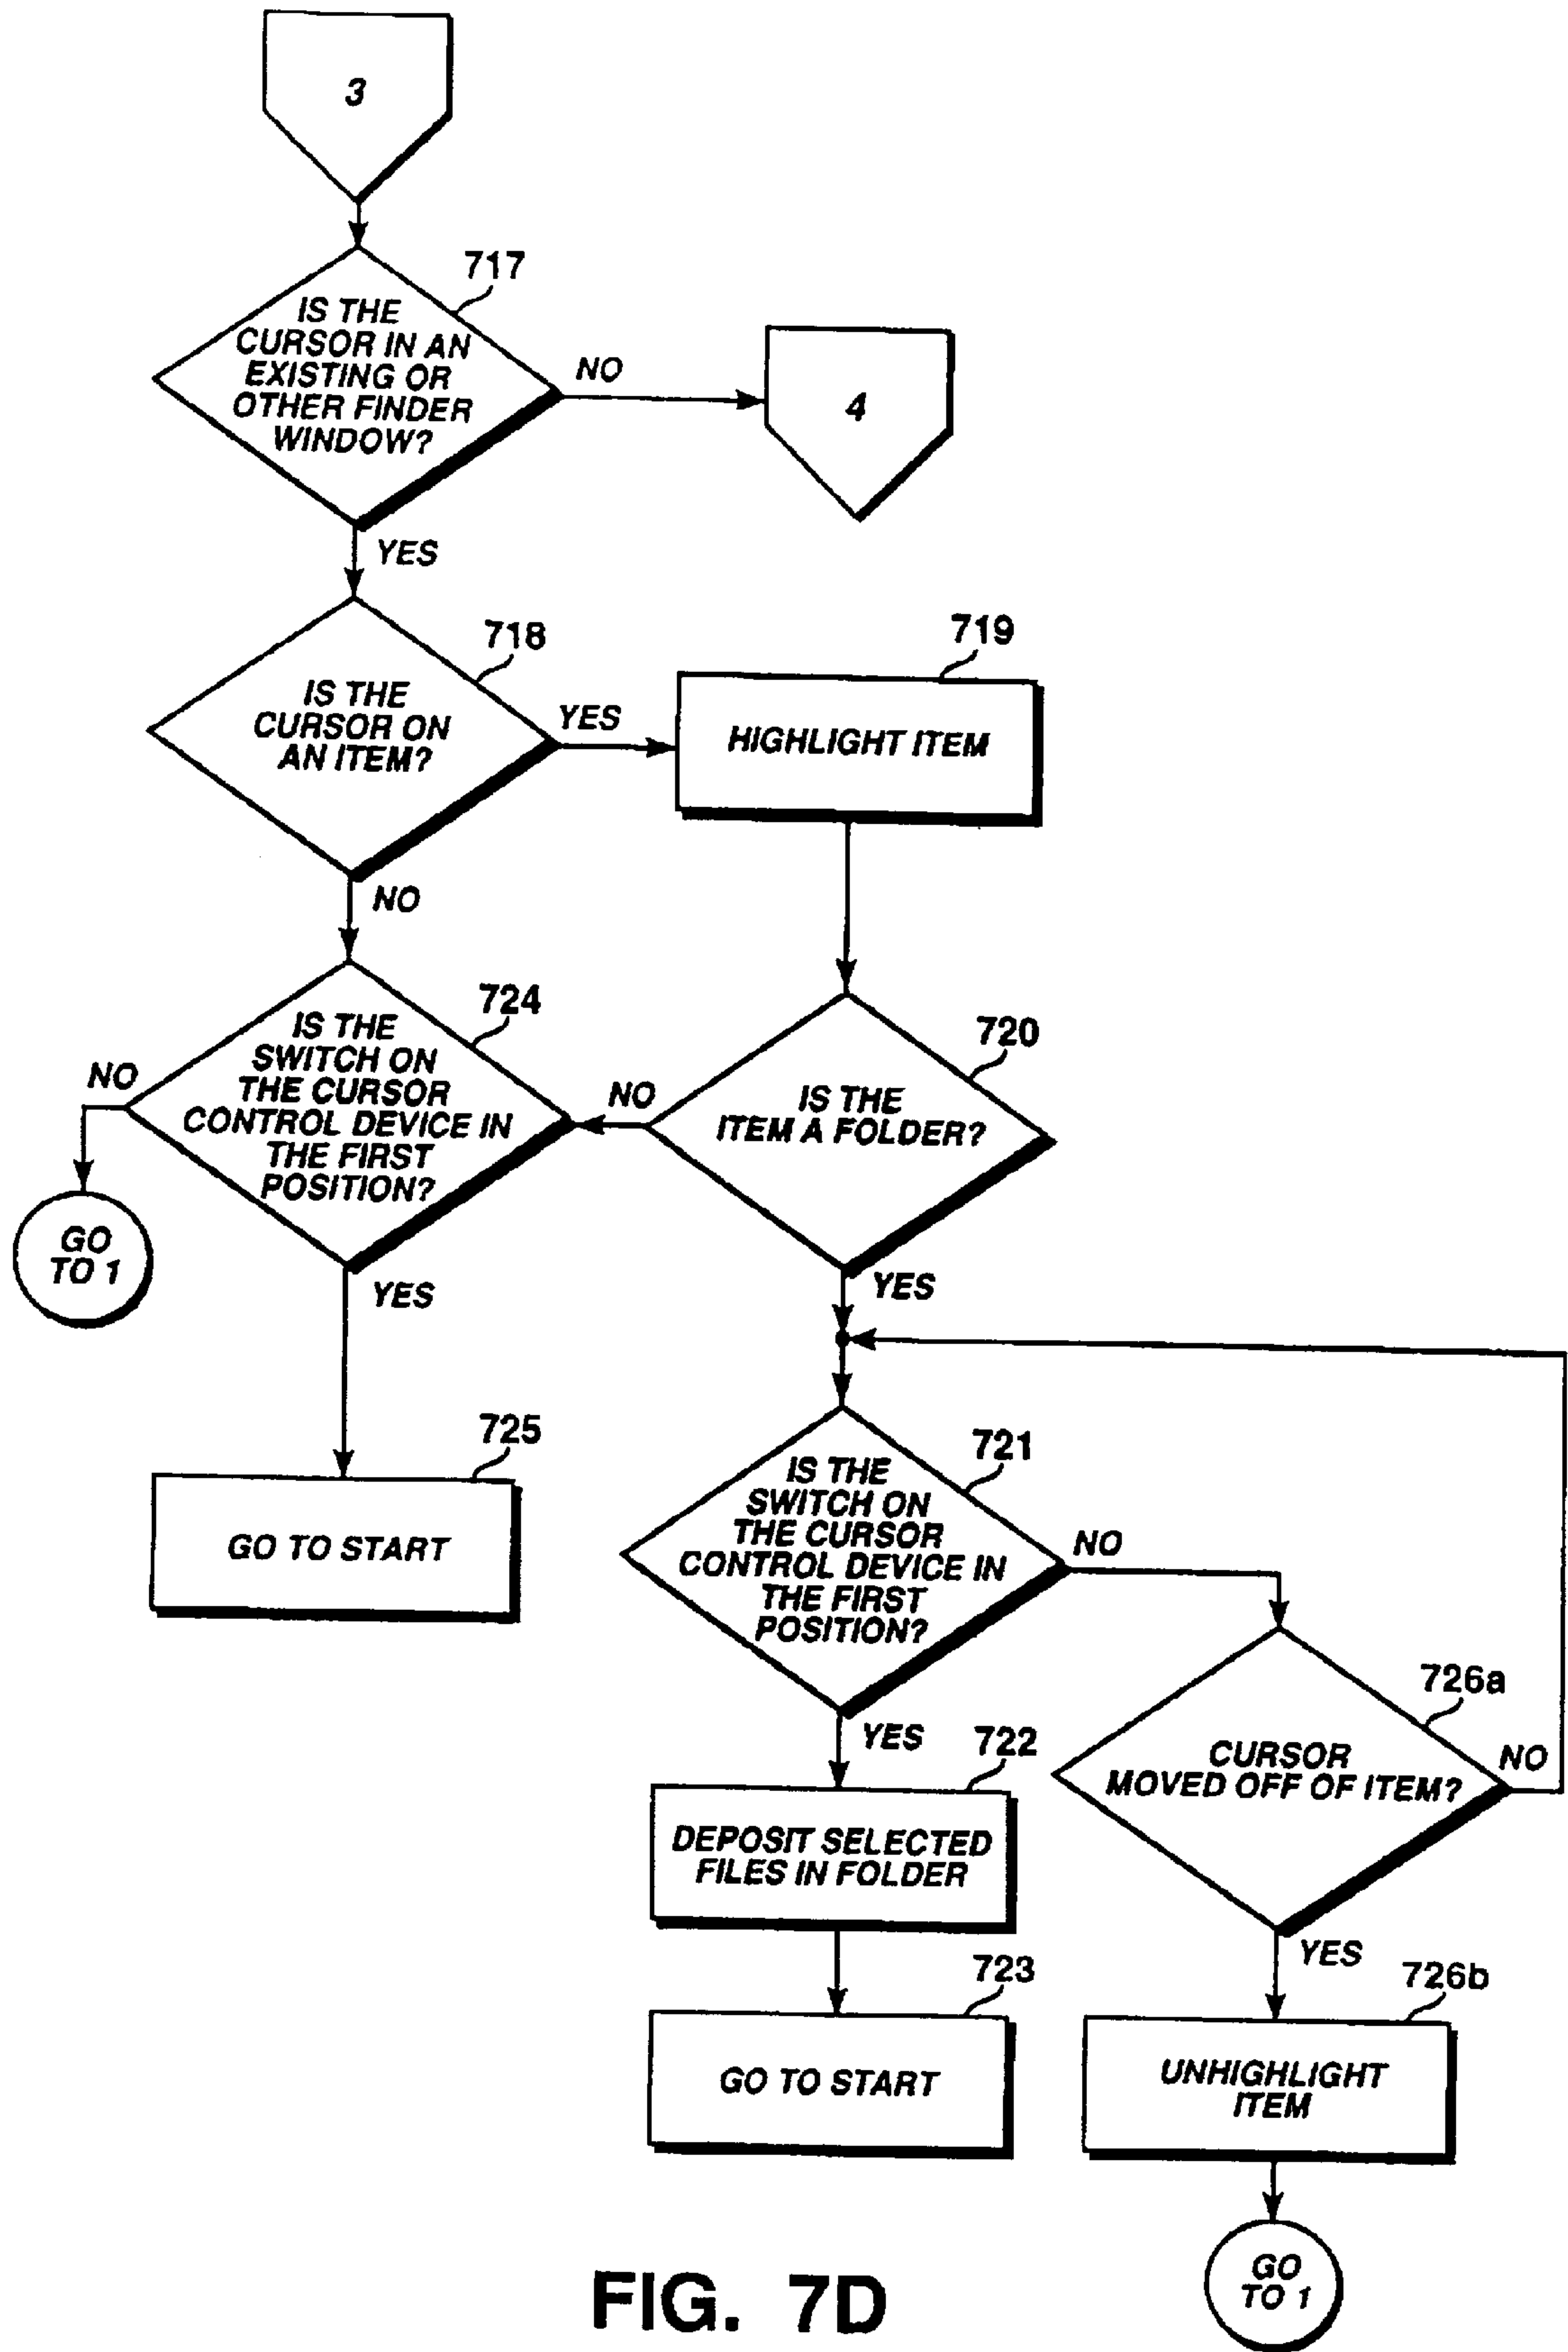 3
717
IS THE
CURSOR IN AN
EXISTING OR
OTHER FINDER
WINDOW?
NO
4
YES
718
IS THE
CURSOR ON
AN ITEM?
YES
719
HIGHLIGHT ITEM
NO
724
IS THE
SWITCH ON
THE CURSOR
CONTROL DEVICE IN
THE FIRST
POSITION?
NO
GO
TO 1
YES
NO
720
IS THE
ITEM A FOLDER?
YES
725
GO TO START
721
IS THE
SWITCH ON
THE CURSOR
CONTROL DEVICE IN
THE FIRST
POSITION?
NO
726a
CURSOR
MOVED OFF OF ITEM?
NO
YES
722
DEPOSIT SELECTED
FILES IN FOLDER
YES
723
GO TO START
726b
UNHIGHLIGHT
ITEM
GO
TO 1
FIG. 7D